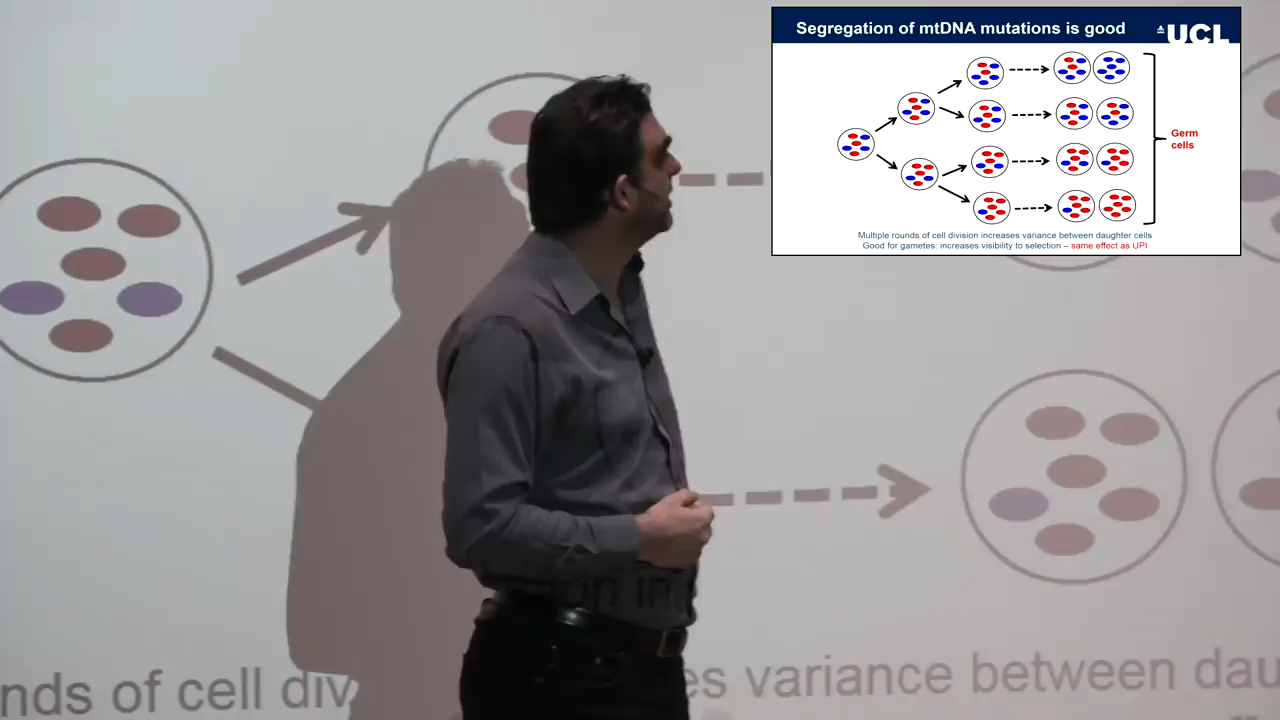 Segregation of mtDNA mutations is good
UCL
Germ
cells
Multiple rounds of cell division increases variance between daughter cells
Good for gametes: increases visibility to selection – same effect as UPI
nds of cell div
es variance between dau